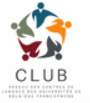 CLUB
RÉSEAU DES CENTRES DE
LANGUES DES UNIVERSITÉS DE
BELGIQUE FRANCOPHONE